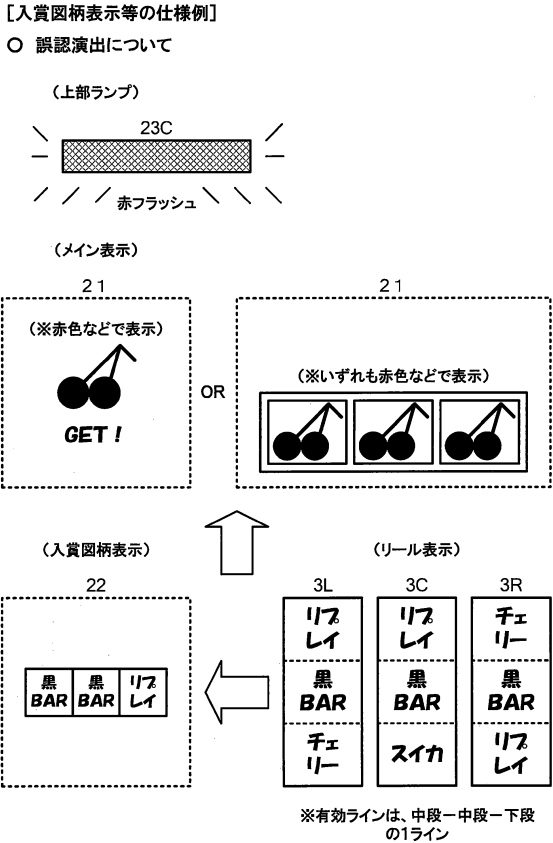 ［入賞図柄表示等の仕様例］
○ 誤認演出について
（上部ランプ）
23C
赤フラッシュ
（メイン表示）
21
21
（※赤色などで表示）
GET！
OR
（※いずれも赤色などで表示）
（入賞図柄表示）
22
黒
BAR
黒
BAR
リプ
レイ
（リール表示）
3L
3C
3R
リプ
レイ
リプ
レイ
チェ
リー
黒
BAR
黒
BAR
黒
BAR
チェ
リー
スイカ
リプ
レイ
※有効ラインは、中段－中段－下段
の1ライン